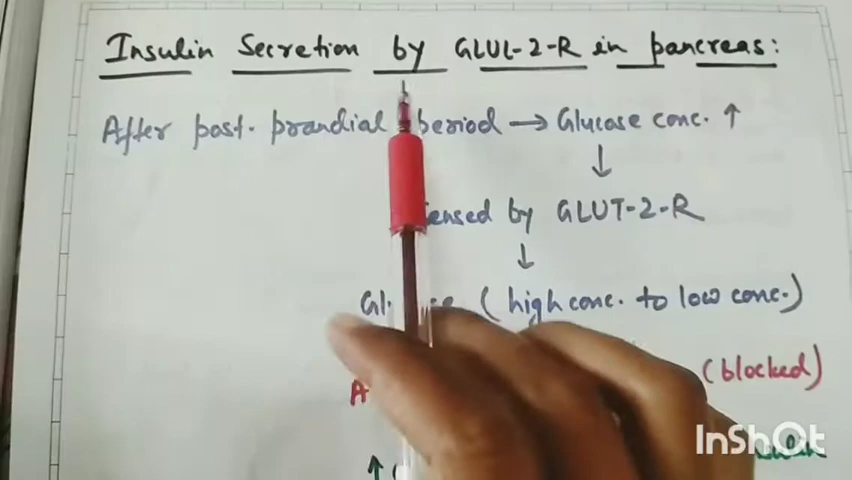 Insulin Secretion by GLUL-2-R in pancreas:
After post. prandial period → Glucose conc. ↑
↓
by GLUT-2-R
↓
(high conc. to low conc.)
(blocked)
↑
InShOt